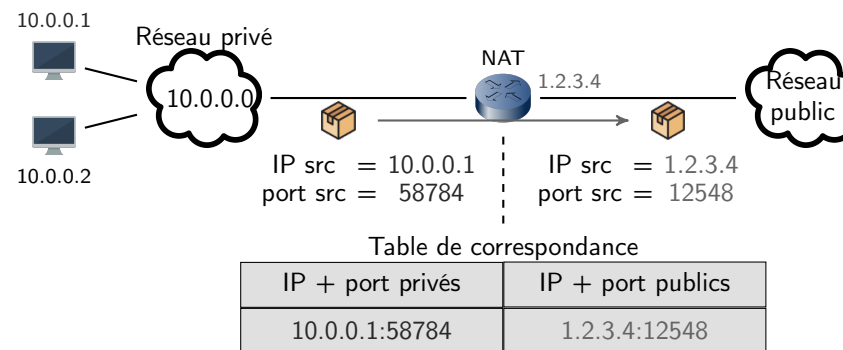 10.0.0.1
Réseau privé
NAT
1.2.3.4
10.0.0.0
Réseau
public
10.0.0.2
IP src = 10.0.0.1
port src = 58784
IP src = 1.2.3.4
port src = 12548
Table de correspondance
IP + port privés
IP + port publics
10.0.0.1:58784
1.2.3.4:12548